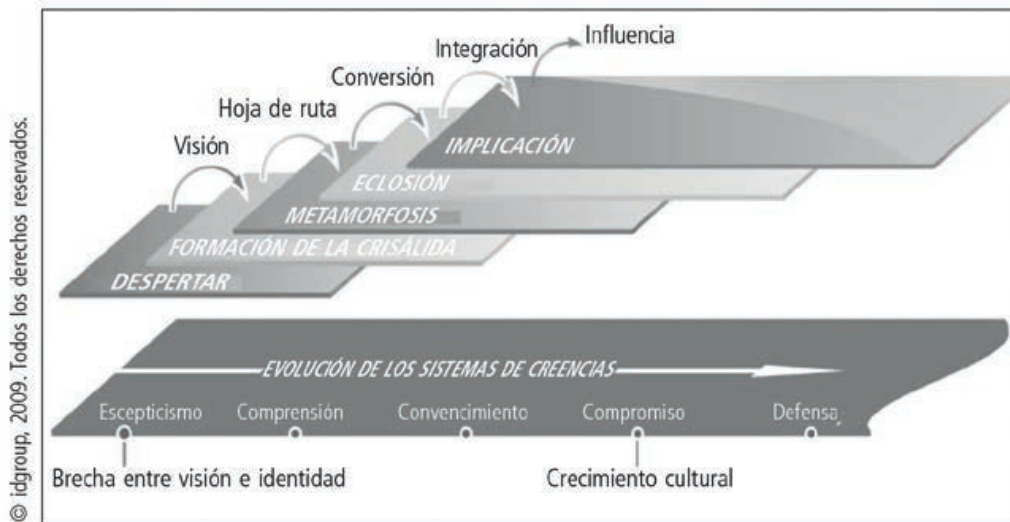 Influencia
Integración
Conversión
Hoja de ruta
Visión
IMPLICACIÓN
ECLOSIÓN
METAMORFOSIS
FORMACIÓN DE LA CRISÁLIDA
DESPERTAR
EVOLUCIÓN DE LOS SISTEMAS DE CREENCIAS
Escepticismo Comprensión Convencimiento Compromiso Defensa
Brecha entre visión e identidad Crecimiento cultural
© idgroup, 2009. Todos los derechos reservados.